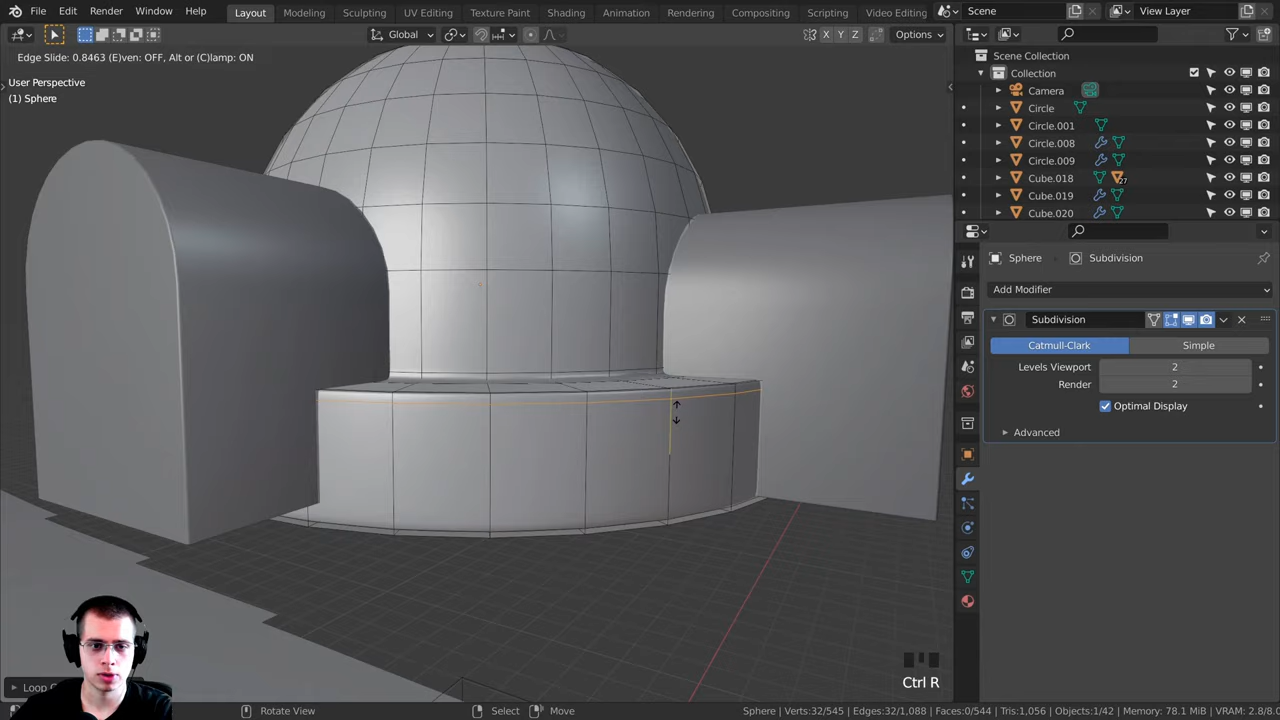 File Edit Render Window Help Layout Modeling Sculpting UV Editing Texture Paint Shading Animation Rendering Compositing Scripting Video Editing Scene View Layer
Global X Y Z Options
Edge Slide: 0.8463 (E)ven: OFF, Alt or (C)lamp: ON
User Perspective
(1) Sphere
Scene Collection
Collection
Camera
Circle
Circle.001
Circle.008
Circle.009
Cube.018 27
Cube.019
Cube.020
Sphere Subdivision
Add Modifier
Subdivision
Catmull-Clark Simple
Levels Viewport 2
Render 2
Optimal Display
Advanced
Ctrl R
Loop
Rotate View Select Move Sphere | Verts:32/545 | Edges:32/1,088 | Faces:0/544 | Tris:1,056 | Objects:1/42 | Memory: 78.1 MiB | VRAM: 2.8/8.